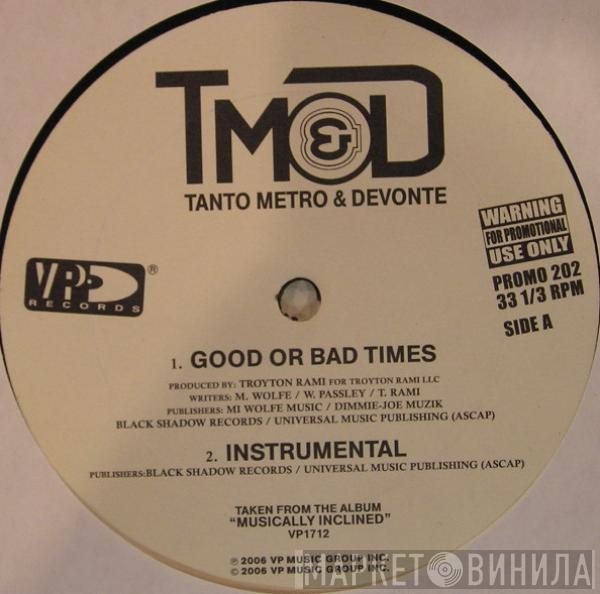 TM&D
TANTO METRO & DEVONTE
WARNING
FOR PROMOTIONAL
USE ONLY
PROMO 202
33 1/3 RPM
SIDE A
VP ®
RECORDS
1. GOOD OR BAD TIMES
PRODUCED BY: TROYTON RAMI FOR TROYTON RAMI LLC
WRITERS: M. WOLFE / W. PASSLEY / T. RAMI
PUBLISHERS: MI WOLFE MUSIC / DIMMIE-JOE MUZIK
BLACK SHADOW RECORDS / UNIVERSAL MUSIC PUBLISHING (ASCAP)
2. INSTRUMENTAL
PUBLISHERS:BLACK SHADOW RECORDS / UNIVERSAL MUSIC PUBLISHING (ASCAP)
TAKEN FROM THE ALBUM
“MUSICALLY INCLINED”
VP1712
℗ 2006 VP MUSIC GROUP INC.
© 2006 VP MUSIC GROUP INC.
МАРКЕТ ВИНИЛА